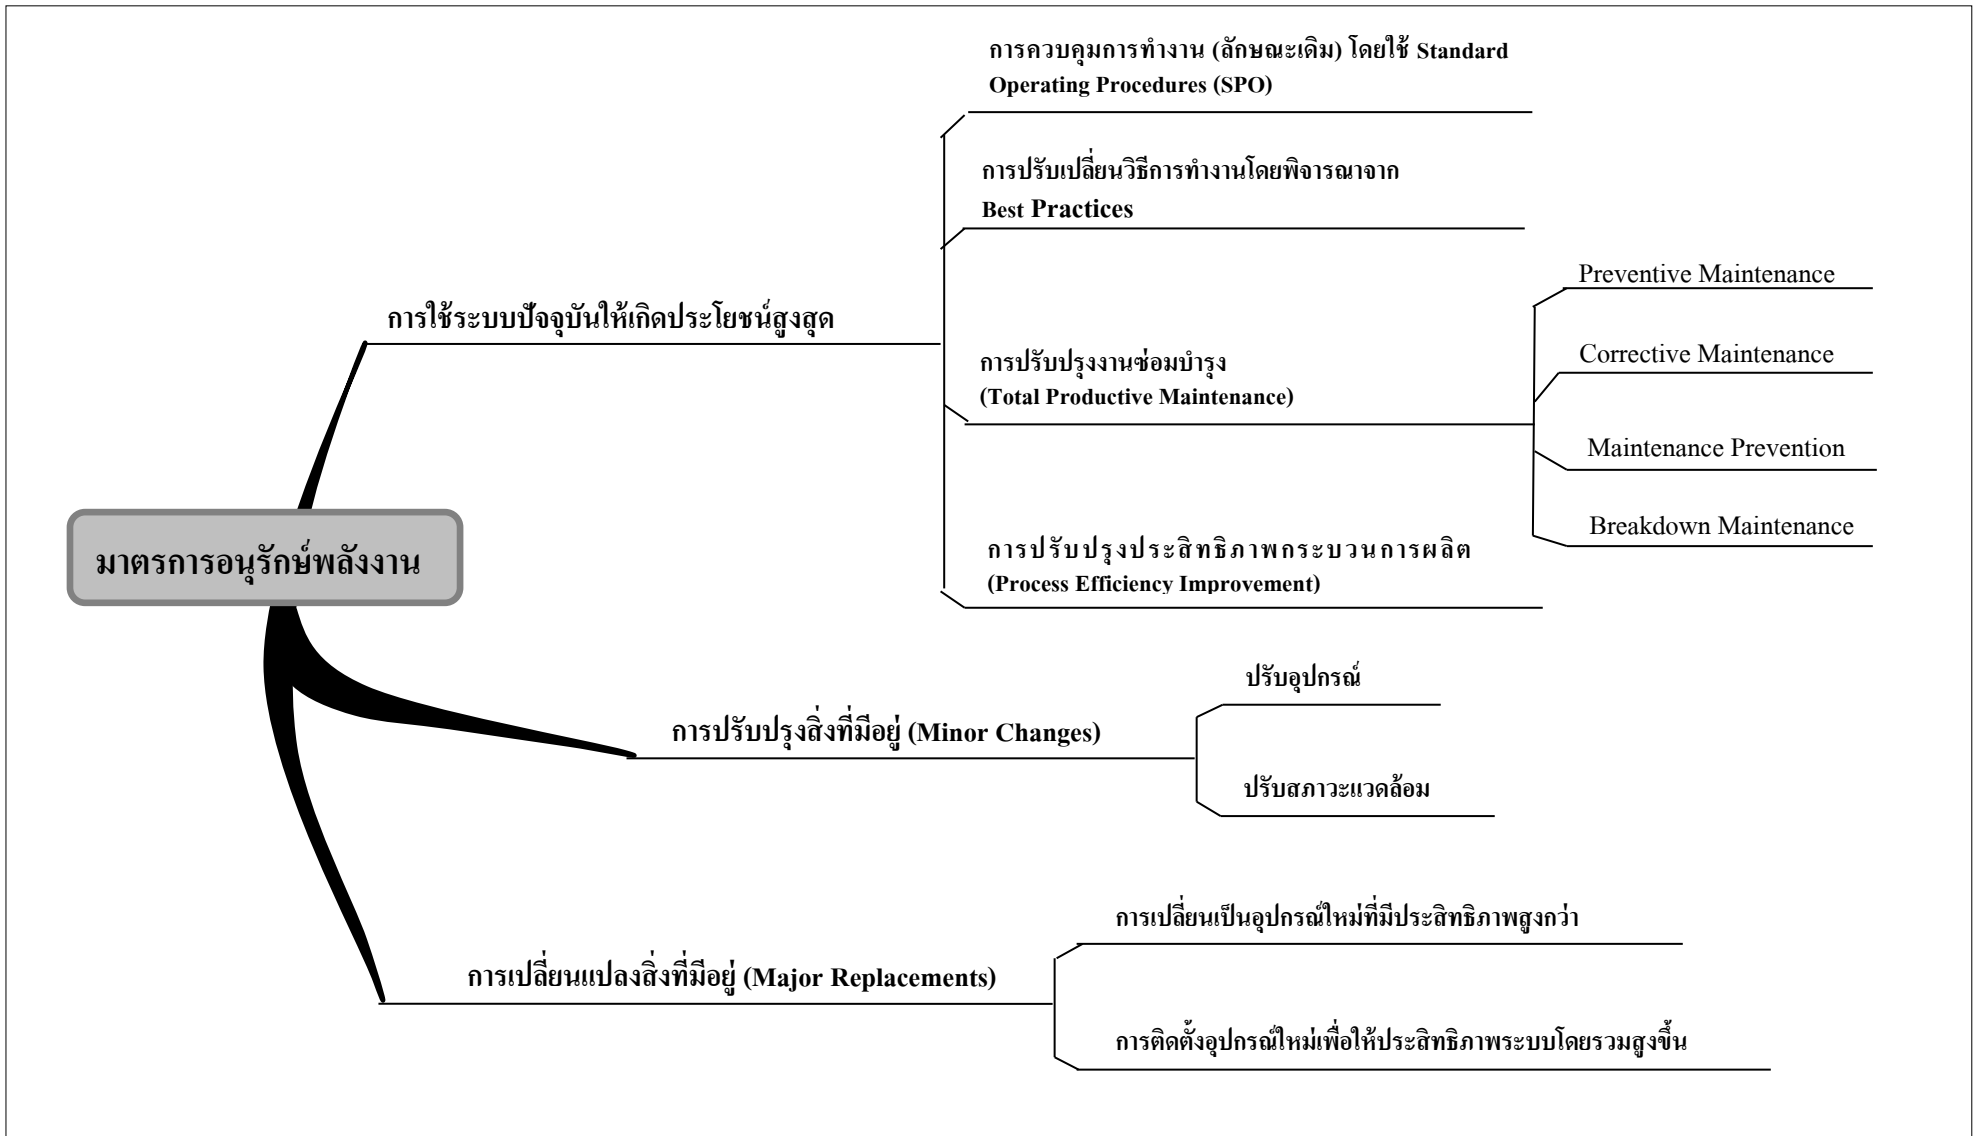 การควบคุมการทำงาน (ลักษณะเดิม) โดยใช้ Standard
Operating Procedures (SPO)
การปรับเปลี่ยนวิธีการทำงานโดยพิจารณาจาก
Best Practices
การใช้ระบบปัจจุบันให้เกิดประโยชน์สูงสุด
การปรับปรุงงานซ่อมบำรุง
(Total Productive Maintenance)
Preventive Maintenance
Corrective Maintenance
Maintenance Prevention
Breakdown Maintenance
การปรับปรุงประสิทธิภาพกระบวนการผลิต
(Process Efficiency Improvement)
มาตรการอนุรักษ์พลังงาน
การปรับปรุงสิ่งที่มีอยู่ (Minor Changes)
ปรับอุปกรณ์
ปรับสภาวะแวดล้อม
การเปลี่ยนแปลงสิ่งที่มีอยู่ (Major Replacements)
การเปลี่ยนเป็นอุปกรณ์ใหม่ที่มีประสิทธิภาพสูงกว่า
การติดตั้งอุปกรณ์ใหม่เพื่อให้ประสิทธิภาพระบบโดยรวมสูงขึ้น